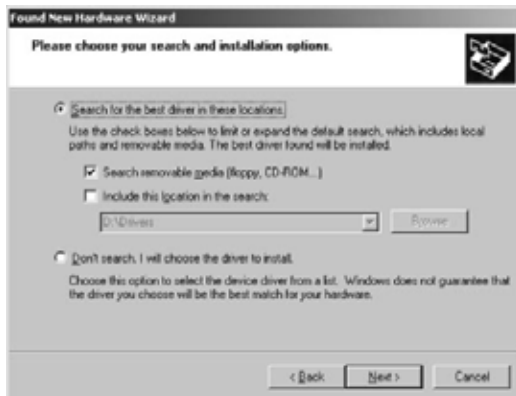 Found New Hardware Wizard
Please choose your search and installation options.
Search for the best driver in these locations.
Use the check boxes below to limit or expand the default search, which includes local
paths and removable media. The best driver found will be installed.
Search removable media (floppy, CD-ROM...)
Include this location in the search:
D:\Drivers
Browse
Don't search. I will choose the driver to install.
Choose this option to select the device driver from a list. Windows does not guarantee that
the driver you choose will be the best match for your hardware.
< Back
Next >
Cancel